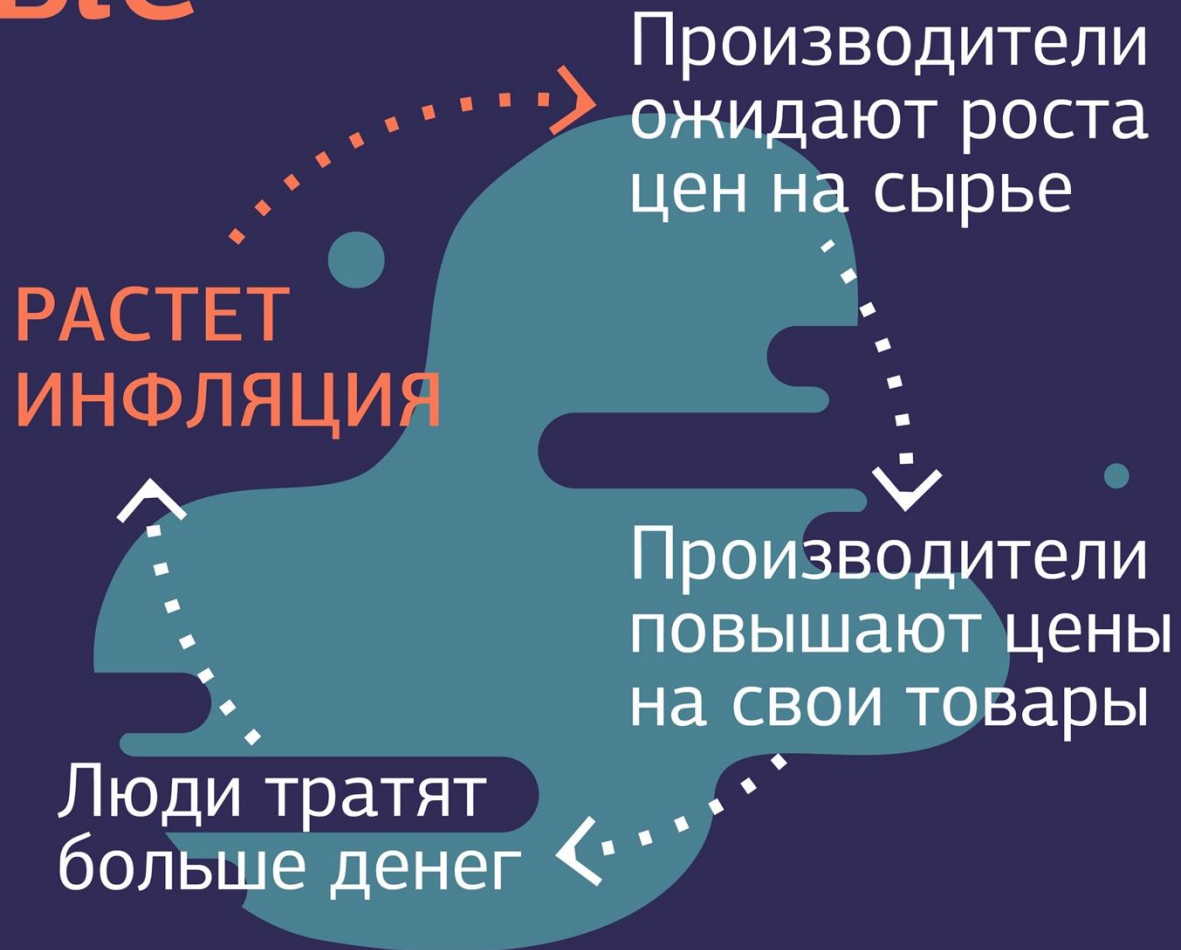 РАСТЕТ
ИНФЛЯЦИЯ
Производители
ожидают роста
цен на сырье
Производители
повышают цены
на свои товары
Люди тратят
больше денег